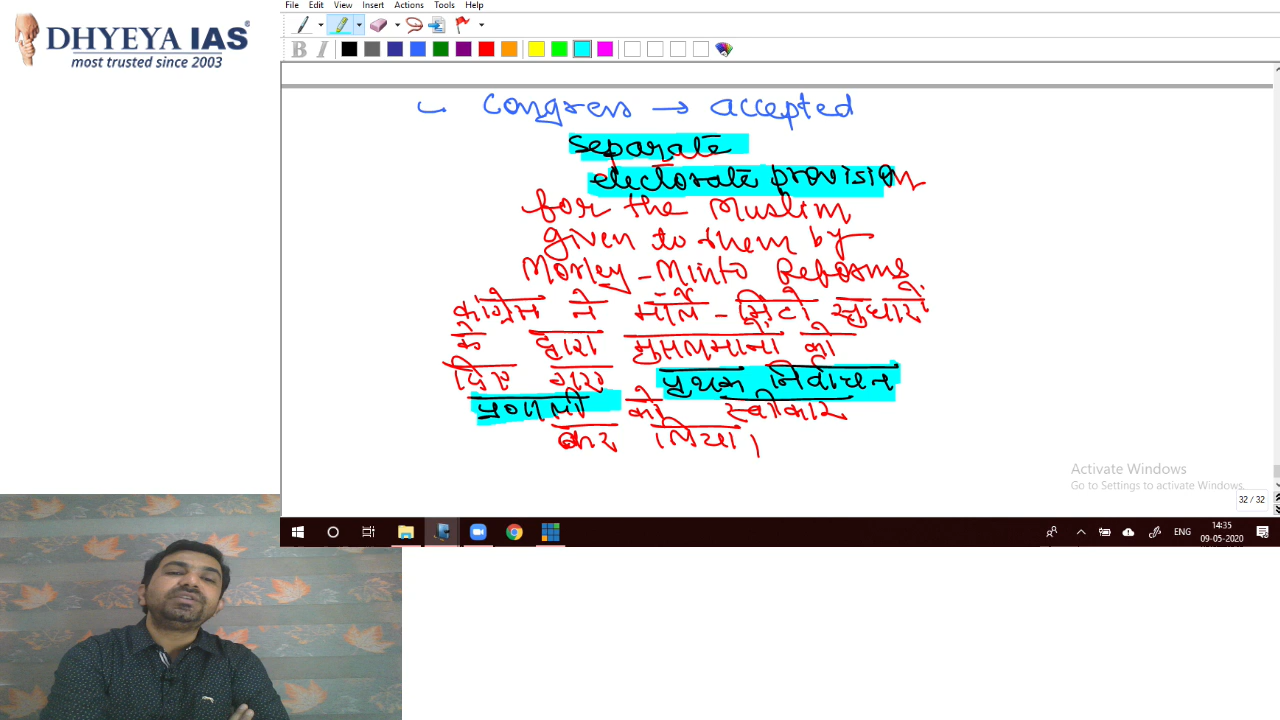 DHYEYA IAS
most trusted since 2003
File Edit View Insert Actions Tools Help
B I
Congress → accepted
separate
electorate provision
for the Muslim
given to them by
Morley-Minto Reforms
कांग्रेस ने मॉर्ले-मिंटो सुधारों
के द्वारा मुसलमानों को
दिए गए पृथक निर्वाचन
प्रणाली को स्वीकार
कर लिया।
Activate Windows
Go to Settings to activate Windows.
32 / 32
ENG
14:35
09-05-2020